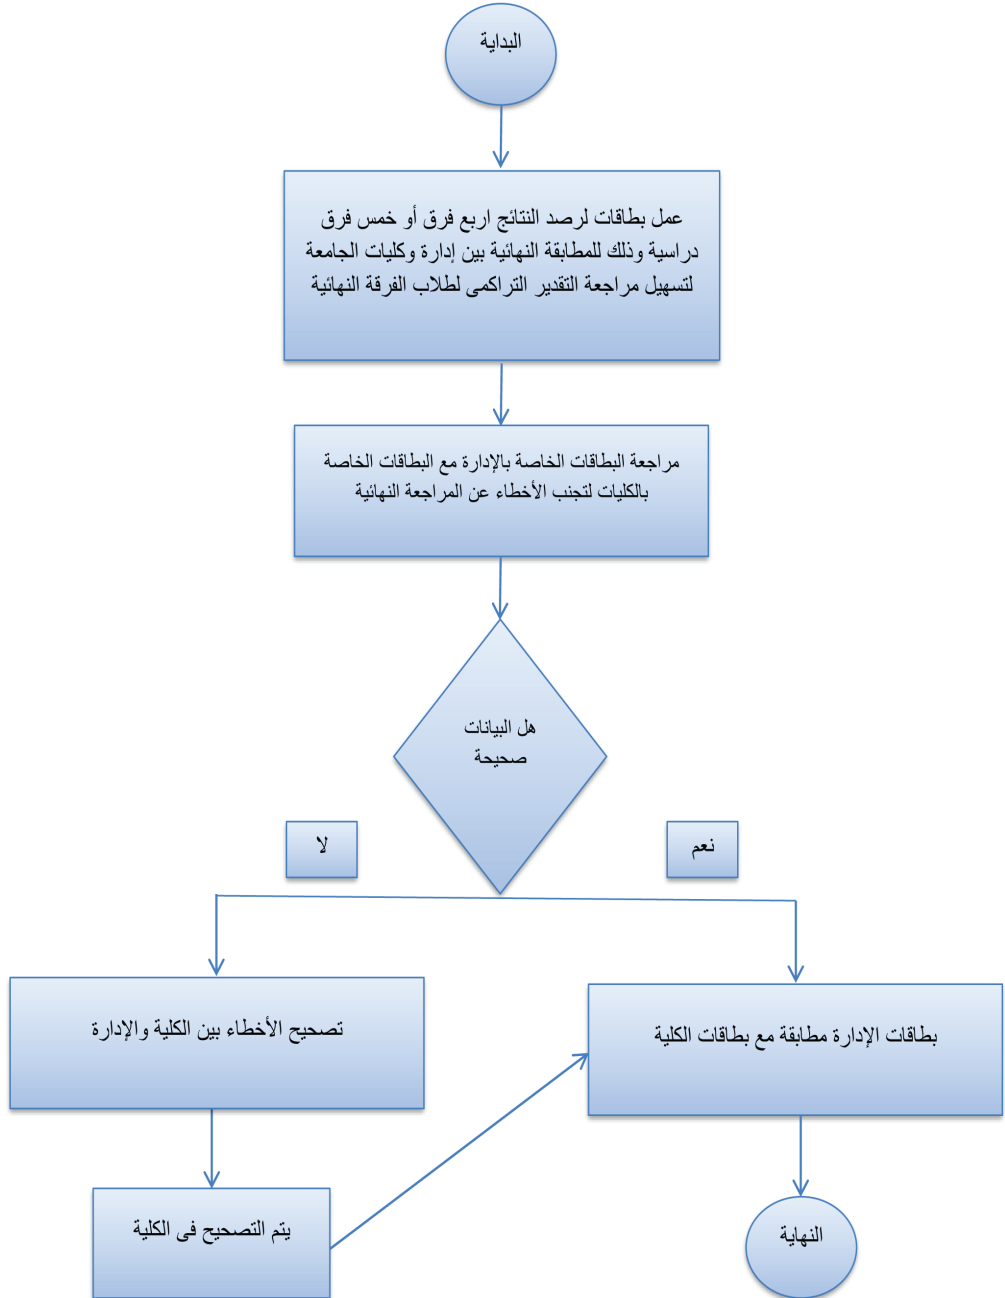 البداية
عمل بطاقات لرصد النتائج اربع فرق أو خمس فرق
دراسية وذلك للمطابقة النهائية بين إدارة وكليات الجامعة
لتسهيل مراجعة التقدير التراكمى لطلاب الفرقة النهائية
مراجعة البطاقات الخاصة بالإدارة مع البطاقات الخاصة
بالكليات لتجنب الأخطاء عن المراجعة النهائية
هل البيانات
صحيحة
نعم
لا
بطاقات الإدارة مطابقة مع بطاقات الكلية
تصحيح الأخطاء بين الكلية والإدارة
يتم التصحيح فى الكلية
النهاية